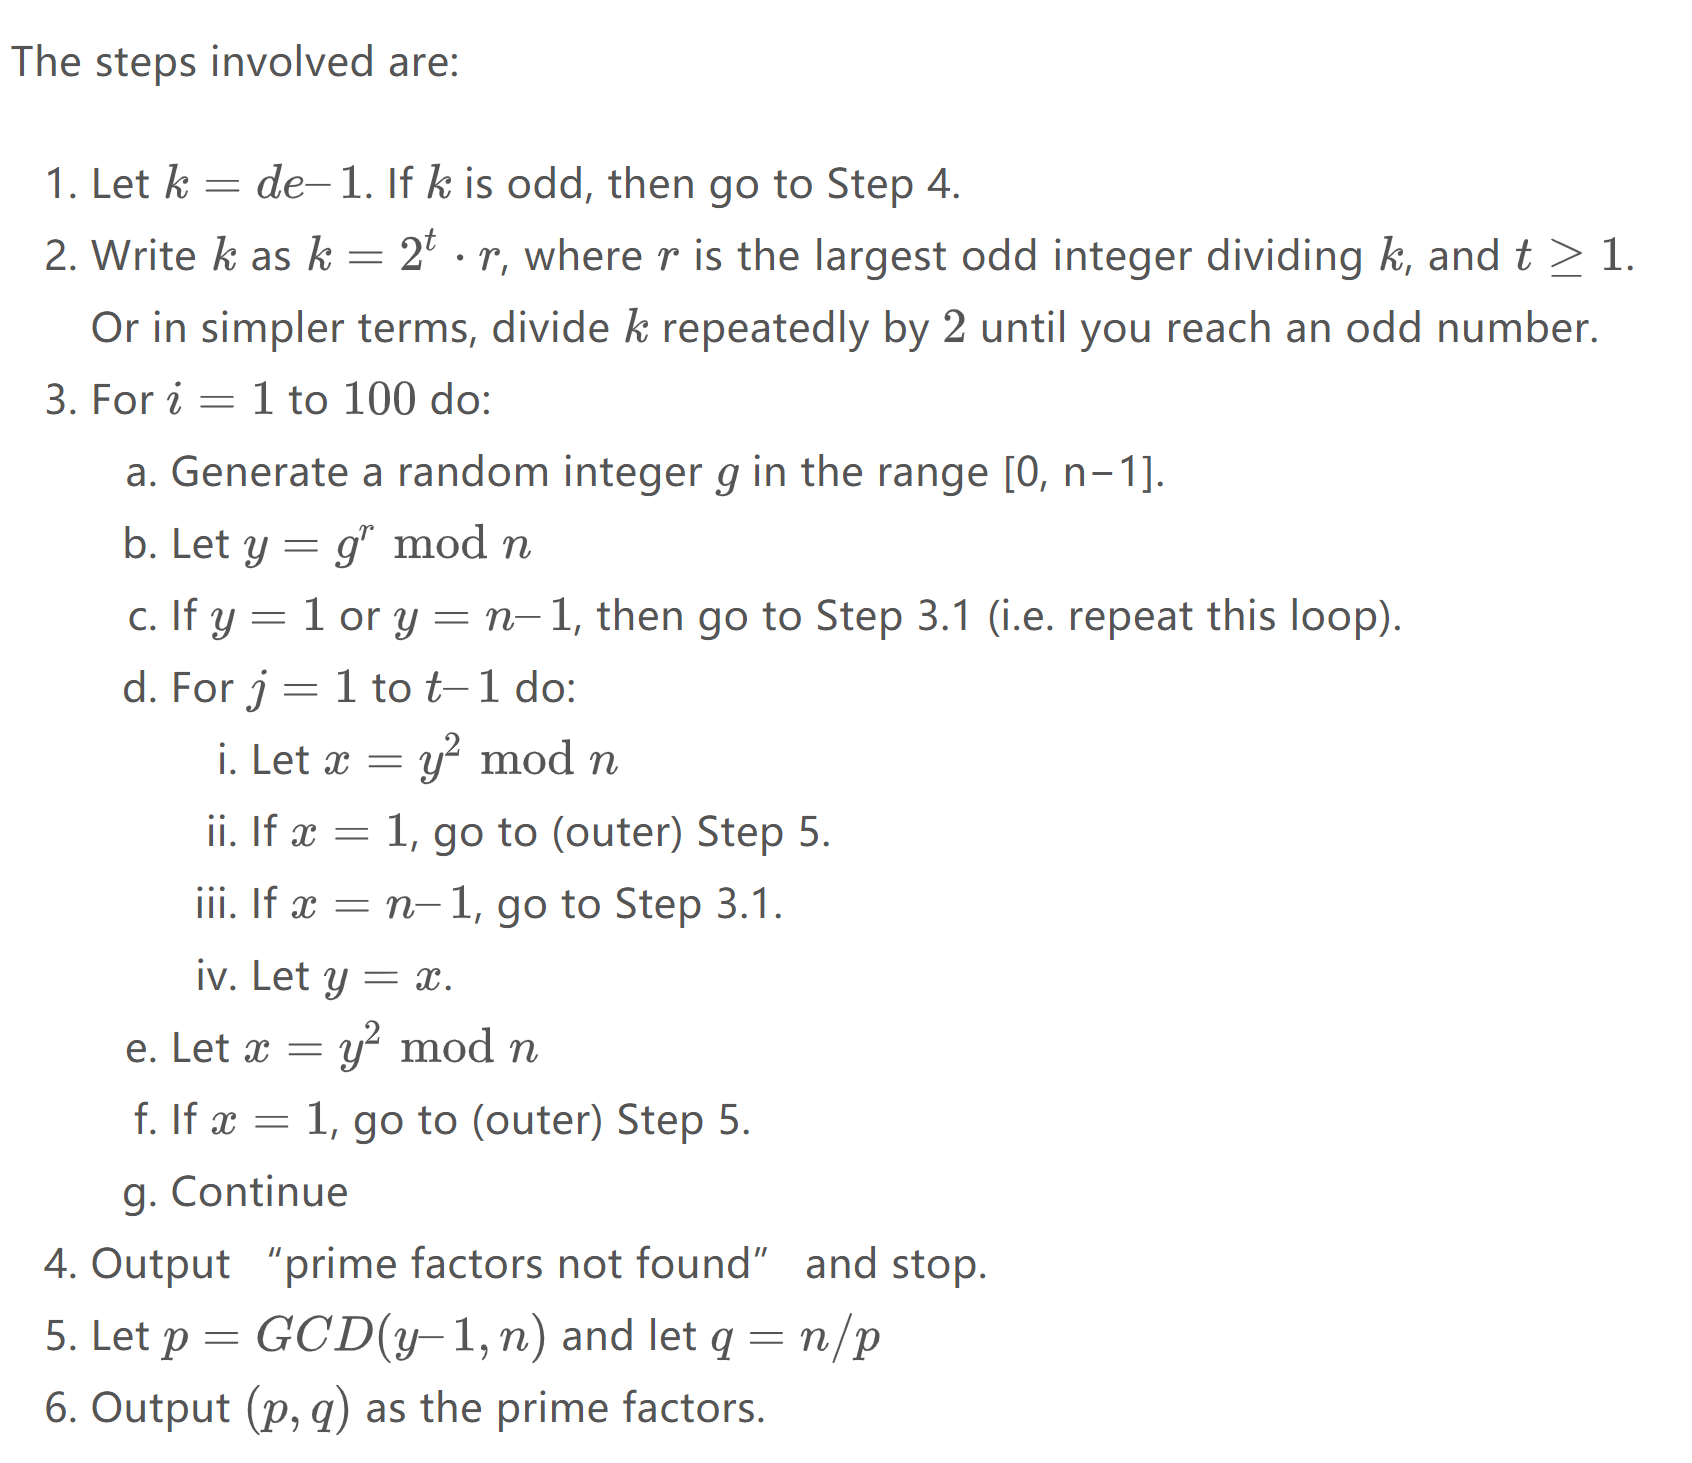 The steps involved are:
1. Let k = de– 1. If k is odd, then go to Step 4.
2. Write k as k = 2^t · r, where r is the largest odd integer dividing k, and t ≥ 1.
Or in simpler terms, divide k repeatedly by 2 until you reach an odd number.
3. For i = 1 to 100 do:
a. Generate a random integer g in the range [0, n−1].
b. Let y = g^r mod n
c. If y = 1 or y = n– 1, then go to Step 3.1 (i.e. repeat this loop).
d. For j = 1 to t– 1 do:
i. Let x = y^2 mod n
ii. If x = 1, go to (outer) Step 5.
iii. If x = n– 1, go to Step 3.1.
iv. Let y = x.
e. Let x = y^2 mod n
f. If x = 1, go to (outer) Step 5.
g. Continue
4. Output “prime factors not found” and stop.
5. Let p = GCD(y– 1, n) and let q = n/p
6. Output (p, q) as the prime factors.